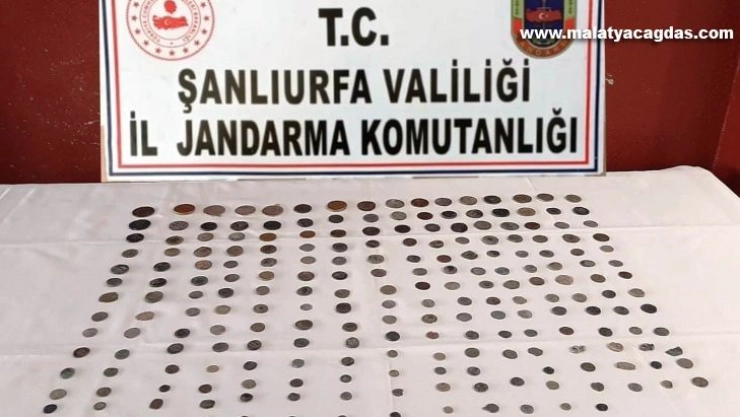 www.malatyacagdas.com
T.C.
ŞANLIURFA VALİLİĞİ
İL JANDARMA KOMUTANLIĞI